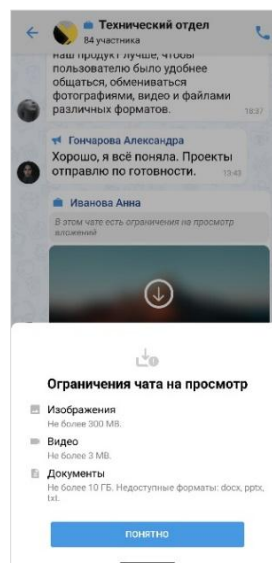 Технический отдел
84 участника
наш продукт лучше, чтобы
пользователю было удобнее
общаться, обмениваться
фотографиями, видео и файлами
различных форматов.
18:37
Гончарова Александра
Хорошо, я всё поняла. Проекты
отправлю по готовности.
13:43
Иванова Анна
В этом чате есть ограничения на просмотр
вложений
Ограничения чата на просмотр
Изображения
Не более 300 MB.
Видео
Не более 3 MB.
Документы
Не более 10 ГБ. Недоступные форматы: docx, pptx,
txt.
ПОНЯТНО